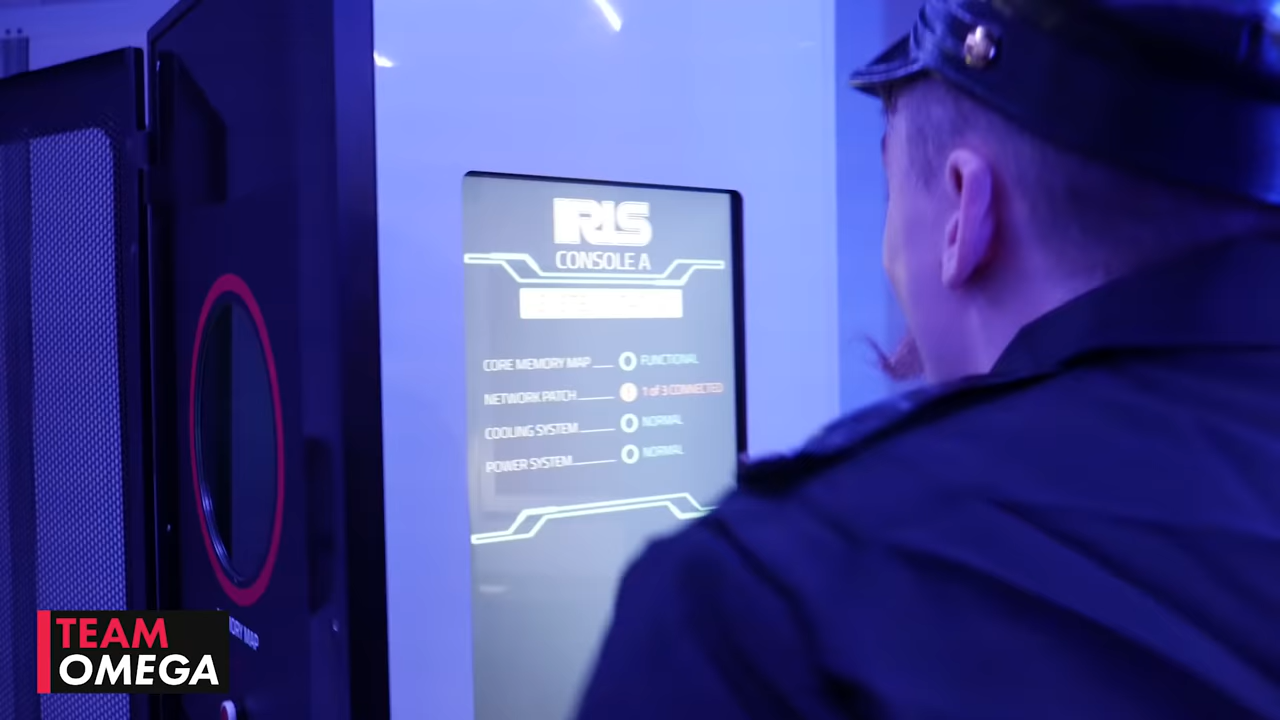 IRIS
CONSOLE A
CORE MEMORY MAP FUNCTIONAL
NETWORK PATCH 1 of 3 CONNECTED
COOLING SYSTEM NORMAL
POWER SYSTEM NORMAL
MAP
TEAM
OMEGA